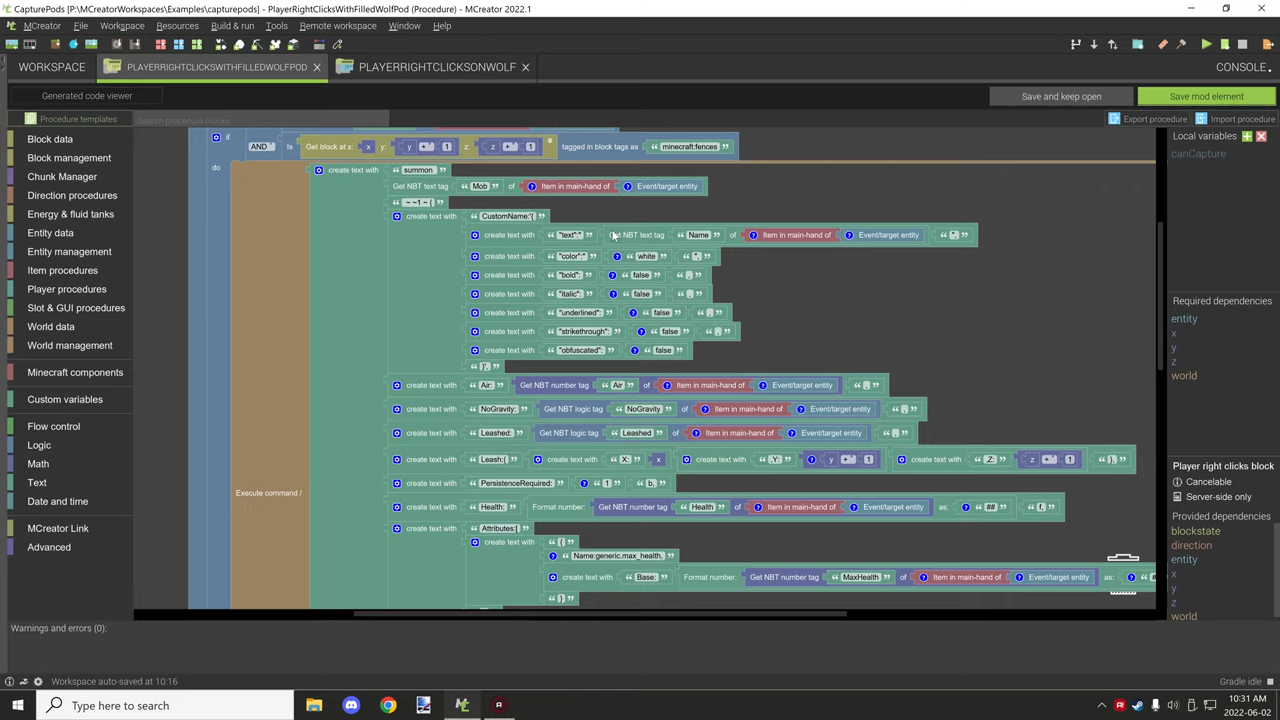 CapturePods [P:\MCreatorWorkspaces\Examples\capturepods] - PlayerRightClicksWithFilledWolfPod (Procedure) - MCreator 2022.1
MCreator File Workspace Resources Build & run Tools Remote workspace Window Help
WORKSPACE PLAYERRIGHTCLICKSWITHFILLEDWOLFPOD PLAYERRIGHTCLICKSONWOLF CONSOLE
Generated code viewer Save and keep open Save mod element
Procedure templates Search procedure blocks Export procedure Import procedure
Block data
Block management
Chunk Manager
Direction procedures
Energy & fluid tanks
Entity data
Entity management
Item procedures
Player procedures
Slot & GUI procedures
World data
World management
Minecraft components
Custom variables
Flow control
Logic
Math
Text
Date and time
MCreator Link
Advanced
if
AND Is Get block at x: x y: y + 1 z: z + 1 tagged in block tags as minecraft:fences
do
Execute command /
create text with summon
Get NBT text tag Mob of Item in main-hand of Event/target entity
~ ~1 ~ {
create text with CustomName:'{
create text with "text":" Get NBT text tag Name of Item in main-hand of Event/target entity ",
create text with "color":" white ",
create text with "bold": false ,
create text with "italic": false ,
create text with "underlined": false ,
create text with "strikethrough": false ,
create text with "obfuscated": false
}',
create text with Air: Get NBT number tag Air of Item in main-hand of Event/target entity ,
create text with NoGravity: Get NBT logic tag NoGravity of Item in main-hand of Event/target entity ,
create text with Leashed: Get NBT logic tag Leashed of Item in main-hand of Event/target entity ,
create text with Leash:{ create text with X: x create text with ,Y: y + 1 create text with ,Z: z + 1 },
create text with PersistenceRequired: 1 b,
create text with Health: Format number: Get NBT number tag Health of Item in main-hand of Event/target entity as: ## f,
create text with Attributes:[
create text with {
Name:generic.max_health,
create text with Base: Format number: Get NBT number tag MaxHealth of Item in main-hand of Event/target entity as:
}
Local variables
canCapture
Required dependencies
entity
x
y
z
world
Player right clicks block
Cancelable
Server-side only
Provided dependencies
blockstate
direction
entity
x
y
z
world
Warnings and errors (0):
Workspace auto-saved at 10:16 Gradle idle
Type here to search
10:31 AM
2022-06-02